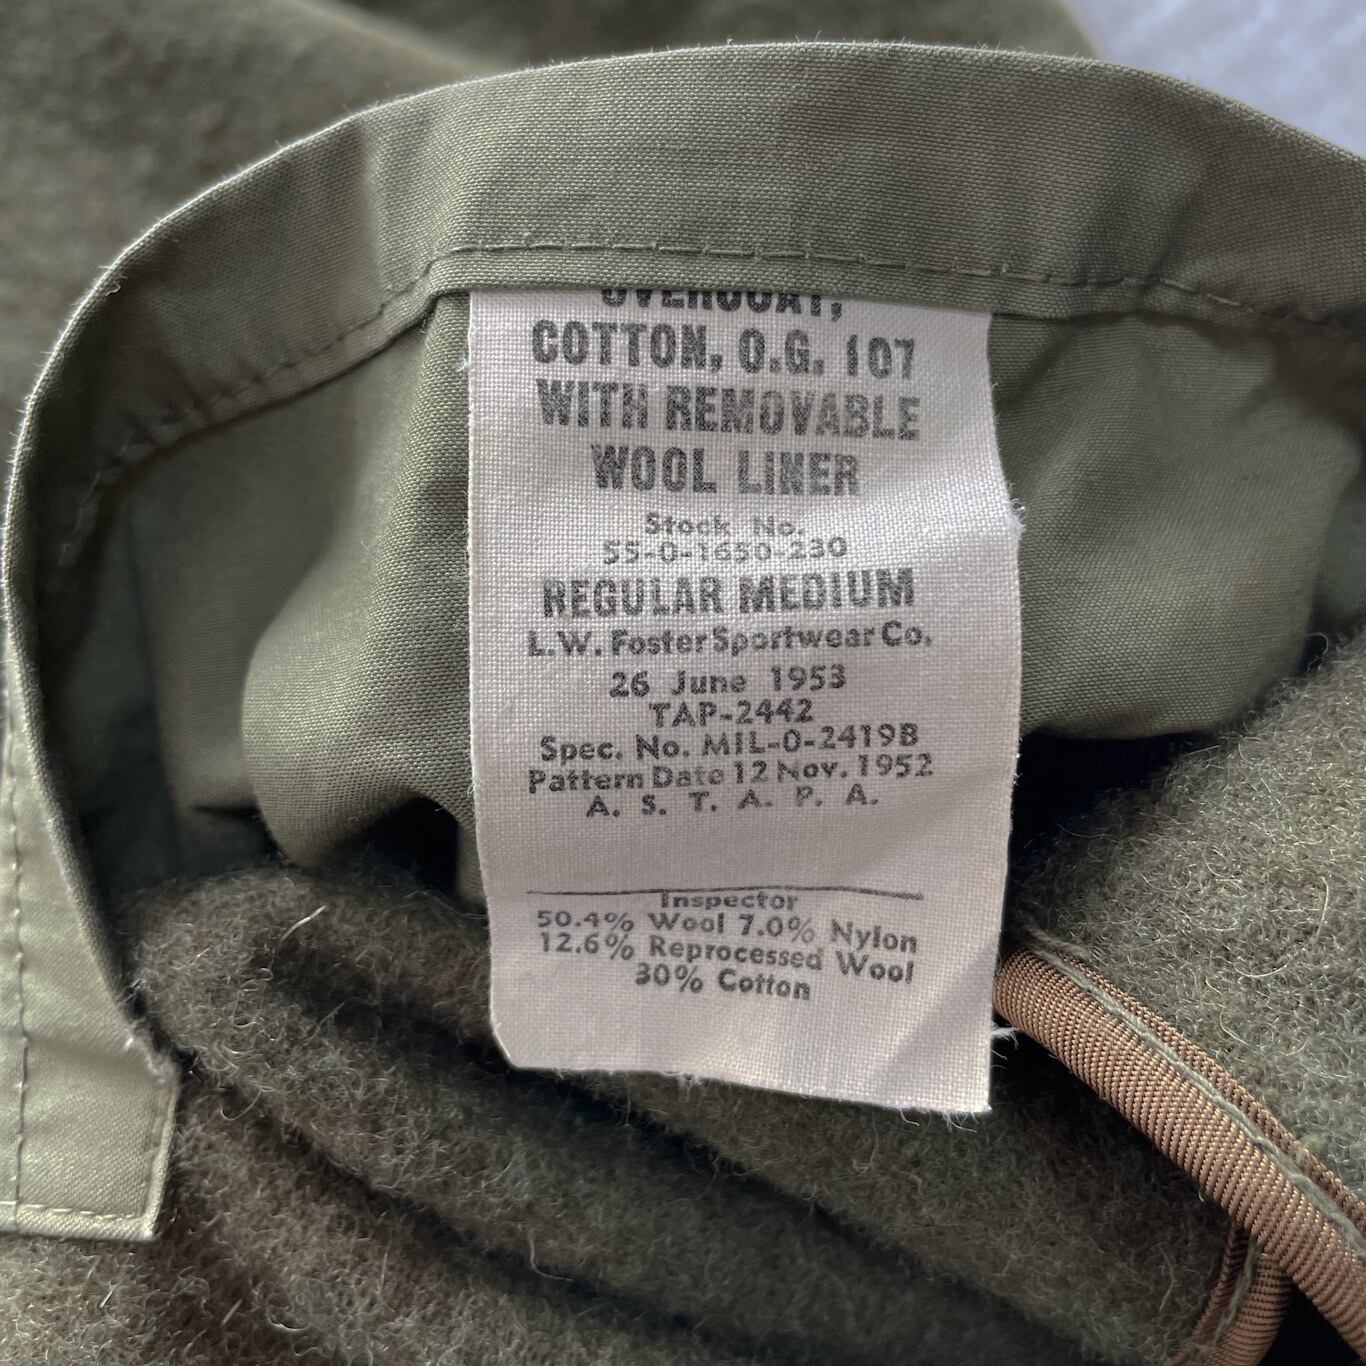 OVERCOAT,
COTTON, O.G. 107
WITH REMOVABLE
WOOL LINER
Stock No.
55-O-1650-230
REGULAR MEDIUM
L.W. Foster Sportwear Co.
26 June 1953
TAP-2442
Spec. No. MIL-O-2419B
Pattern Date 12 Nov. 1952
A. S. T. A. P. A.
Inspector
50.4% Wool 7.0% Nylon
12.6% Reprocessed Wool
30% Cotton